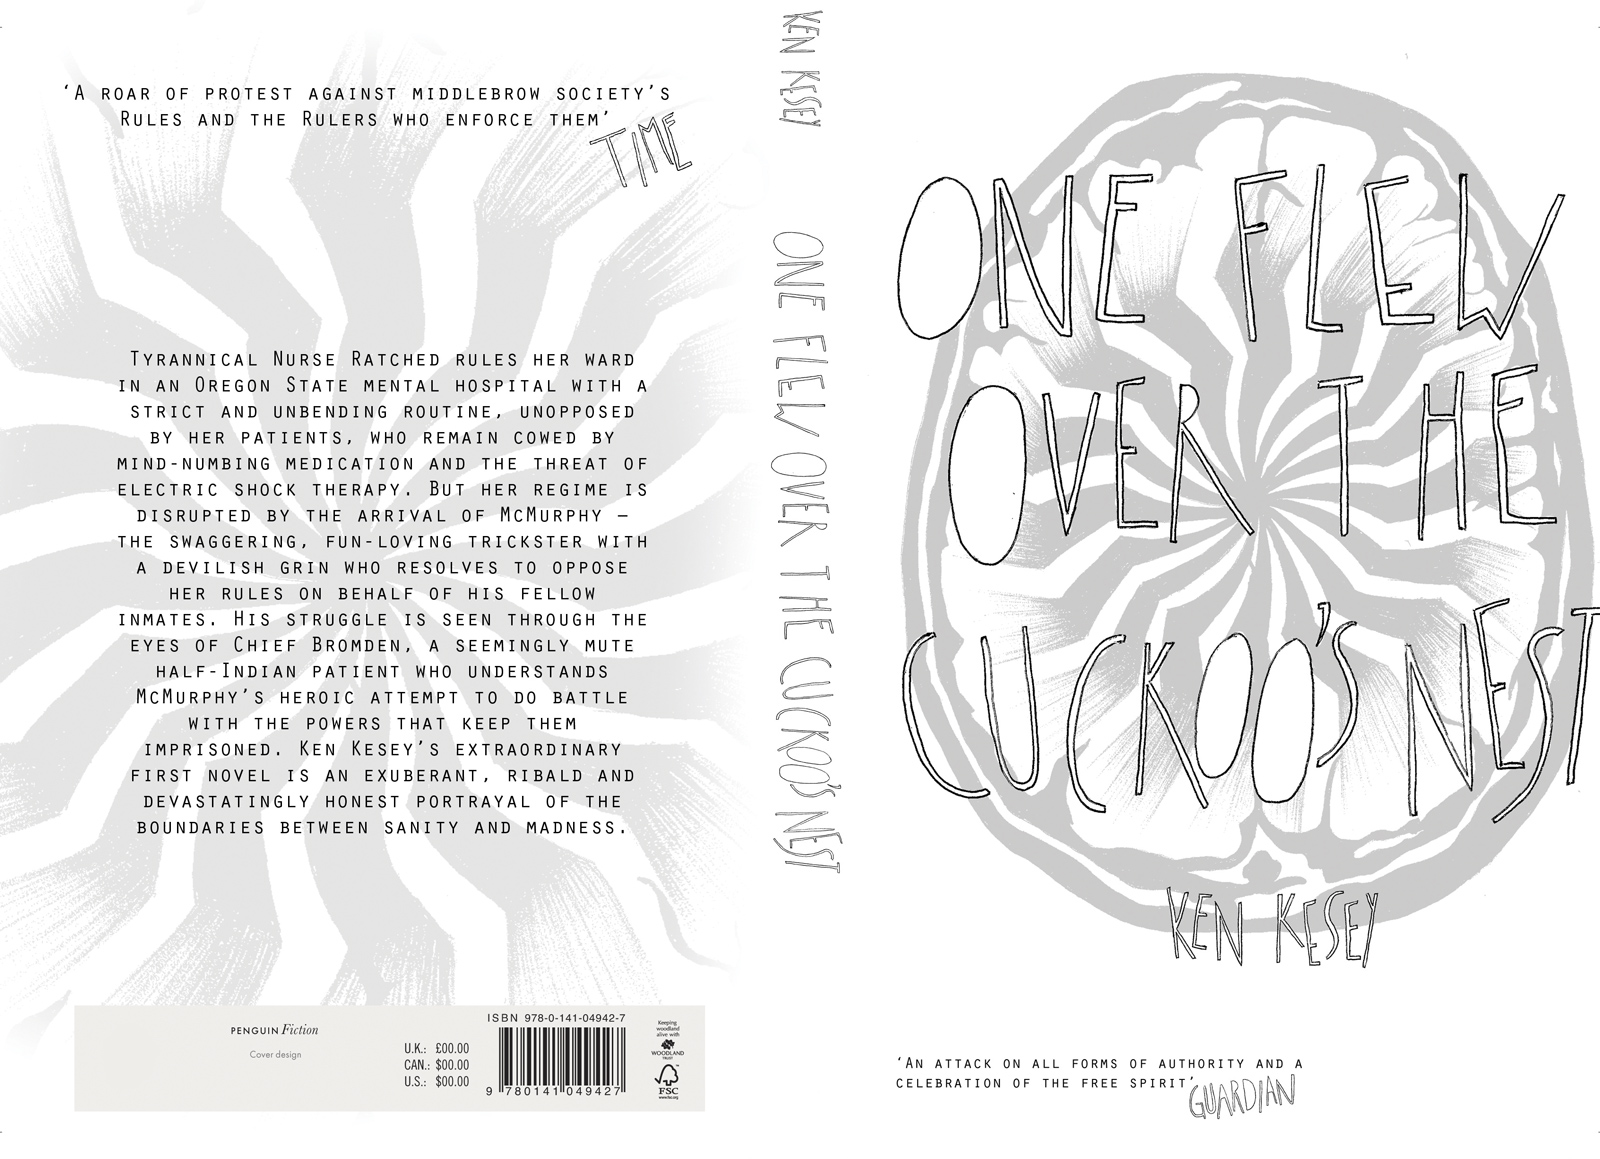 ‘A ROAR OF PROTEST AGAINST MIDDLEBROW SOCIETY’S
RULES AND THE RULERS WHO ENFORCE THEM’
TIME
TYRANNICAL NURSE RATCHED RULES HER WARD
IN AN OREGON STATE MENTAL HOSPITAL WITH A
STRICT AND UNBENDING ROUTINE, UNOPPOSED
BY HER PATIENTS, WHO REMAIN COWED BY
MIND-NUMBING MEDICATION AND THE THREAT OF
ELECTRIC SHOCK THERAPY. BUT HER REGIME IS
DISRUPTED BY THE ARRIVAL OF MCMURPHY –
THE SWAGGERING, FUN-LOVING TRICKSTER WITH
A DEVILISH GRIN WHO RESOLVES TO OPPOSE
HER RULES ON BEHALF OF HIS FELLOW
INMATES. HIS STRUGGLE IS SEEN THROUGH THE
EYES OF CHIEF BROMDEN, A SEEMINGLY MUTE
HALF-INDIAN PATIENT WHO UNDERSTANDS
MCMURPHY’S HEROIC ATTEMPT TO DO BATTLE
WITH THE POWERS THAT KEEP THEM
IMPRISONED. KEN KESEY’S EXTRAORDINARY
FIRST NOVEL IS AN EXUBERANT, RIBALD AND
DEVASTATINGLY HONEST PORTRAYAL OF THE
BOUNDARIES BETWEEN SANITY AND MADNESS.
PENGUIN Fiction
Cover design
U.K.: £00.00
CAN.: $00.00
U.S.: $00.00
ISBN 978-0-141-04942-7
9 780141 049427
Keeping
woodland
alive with
WOODLAND
TRUST
FSC
www.fsc.org
KEN KESEY
ONE FLEW OVER THE CUCKOO'S NEST
ONE FLEW
OVER THE
CUCKOO'S NEST
KEN KESEY
‘AN ATTACK ON ALL FORMS OF AUTHORITY AND A
CELEBRATION OF THE FREE SPIRIT’
GUARDIAN